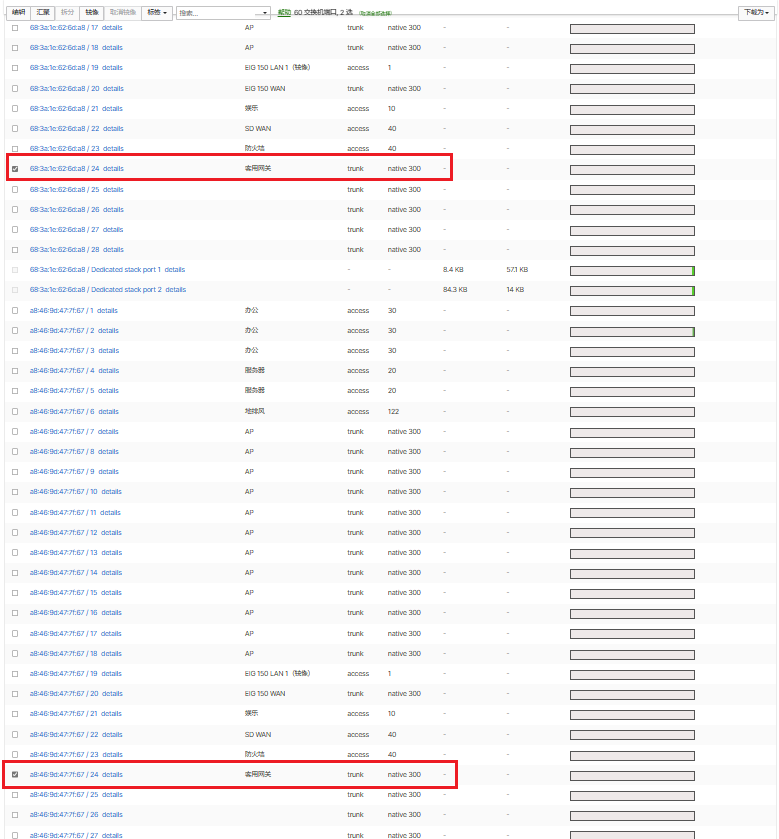 编辑 汇聚 拆分 镜像 取消镜像 标签 搜索... 帮助 60 交换机端口, 2 选 (取消全部选择) 下载为
68:3a:1e:62:6d:a8 / 17 details AP trunk native 300 - -
68:3a:1e:62:6d:a8 / 18 details AP trunk native 300 - -
68:3a:1e:62:6d:a8 / 19 details EIG 150 LAN 1（镜像） access 1 - -
68:3a:1e:62:6d:a8 / 20 details EIG 150 WAN trunk native 300 - -
68:3a:1e:62:6d:a8 / 21 details 娱乐 access 10 - -
68:3a:1e:62:6d:a8 / 22 details SD WAN access 40 - -
68:3a:1e:62:6d:a8 / 23 details 防火墙 access 40 - -
68:3a:1e:62:6d:a8 / 24 details 客用网关 trunk native 300 - -
68:3a:1e:62:6d:a8 / 25 details trunk native 300 - -
68:3a:1e:62:6d:a8 / 26 details trunk native 300 - -
68:3a:1e:62:6d:a8 / 27 details trunk native 300 - -
68:3a:1e:62:6d:a8 / 28 details trunk native 300 - -
68:3a:1e:62:6d:a8 / Dedicated stack port 1 details - - 8.4 KB 57.1 KB
68:3a:1e:62:6d:a8 / Dedicated stack port 2 details - - 84.3 KB 14 KB
a8:46:9d:47:7f:67 / 1 details 办公 access 30 - -
a8:46:9d:47:7f:67 / 2 details 办公 access 30 - -
a8:46:9d:47:7f:67 / 3 details 办公 access 30 - -
a8:46:9d:47:7f:67 / 4 details 服务器 access 20 - -
a8:46:9d:47:7f:67 / 5 details 服务器 access 20 - -
a8:46:9d:47:7f:67 / 6 details 地排风 access 122 - -
a8:46:9d:47:7f:67 / 7 details AP trunk native 300 - -
a8:46:9d:47:7f:67 / 8 details AP trunk native 300 - -
a8:46:9d:47:7f:67 / 9 details AP trunk native 300 - -
a8:46:9d:47:7f:67 / 10 details AP trunk native 300 - -
a8:46:9d:47:7f:67 / 11 details AP trunk native 300 - -
a8:46:9d:47:7f:67 / 12 details AP trunk native 300 - -
a8:46:9d:47:7f:67 / 13 details AP trunk native 300 - -
a8:46:9d:47:7f:67 / 14 details AP trunk native 300 - -
a8:46:9d:47:7f:67 / 15 details AP trunk native 300 - -
a8:46:9d:47:7f:67 / 16 details AP trunk native 300 - -
a8:46:9d:47:7f:67 / 17 details AP trunk native 300 - -
a8:46:9d:47:7f:67 / 18 details AP trunk native 300 - -
a8:46:9d:47:7f:67 / 19 details EIG 150 LAN 1（镜像） access 1 - -
a8:46:9d:47:7f:67 / 20 details EIG 150 WAN trunk native 300 - -
a8:46:9d:47:7f:67 / 21 details 娱乐 access 10 - -
a8:46:9d:47:7f:67 / 22 details SD WAN access 40 - -
a8:46:9d:47:7f:67 / 23 details 防火墙 access 40 - -
a8:46:9d:47:7f:67 / 24 details 客用网关 trunk native 300 - -
a8:46:9d:47:7f:67 / 25 details trunk native 300 - -
a8:46:9d:47:7f:67 / 26 details trunk native 300 - -
a8:46:9d:47:7f:67 / 27 details trunk native 300 - -